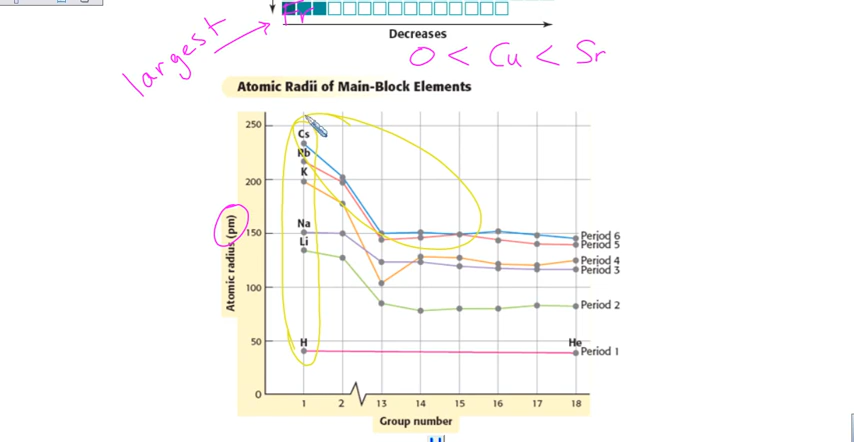 Decreases
largest
O < Cu < Sr
Atomic Radii of Main-Block Elements
250
200
150
100
50
0
Atomic radius (pm)
Cs
Rb
K
Na
Li
H
He
Period 6
Period 5
Period 4
Period 3
Period 2
Period 1
1 2 13 14 15 16 17 18
Group number